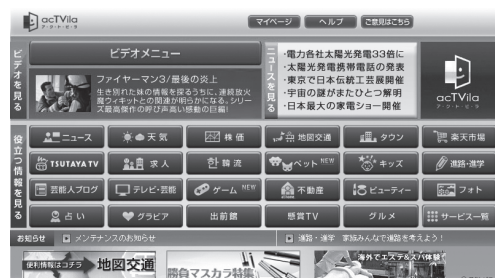 acTVila
アクトビラ
マイページ
ヘルプ
ご意見はこちら
ビデオを見る
ビデオメニュー
ファイヤーマン3/最後の炎上
生き別れた妹の情報を探るうちに、連続放火
魔ウィキッドとの関連が明らかになる。シリー
ズ最高傑作の呼び声高い感動の巨編!
ニュースを見る
・電力各社太陽光発電33倍に
・太陽光発電携帯電話の発表
・東京で日本伝統工芸展開催
・宇宙の謎がまたひとつ解明
・日本最大の家電ショー開催
acTVila
アクトビラ
役立つ情報を見る
ニュース
天気
株価
地図交通
タウン
楽天市場
TSUTAYA TV
求人
韓流
ペット NEW
キッズ
進路・進学
芸能人ブログ
テレビ・芸能
ゲーム NEW
不動産
ビューティー
フォト
占い
グラビア
出前館
懸賞TV
グルメ
サービス一覧
お知らせ
メンテナンスのお知らせ
進路・進学 家族みんなで進路を考えよう!
便利情報はコチラ
地図交通
勝負マスカラ特集
海外でエステ&スパ体験